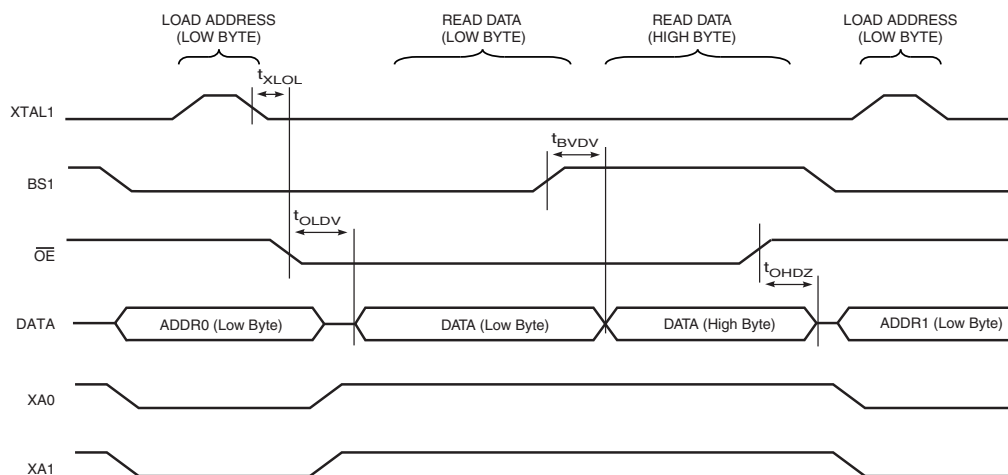 LOAD ADDRESS
(LOW BYTE)
READ DATA
(LOW BYTE)
READ DATA
(HIGH BYTE)
LOAD ADDRESS
(LOW BYTE)
tXLOL
XTAL1
tBVDV
BS1
tOLDV
OE
tOHDZ
DATA
ADDR0 (Low Byte)
DATA (Low Byte)
DATA (High Byte)
ADDR1 (Low Byte)
XA0
XA1